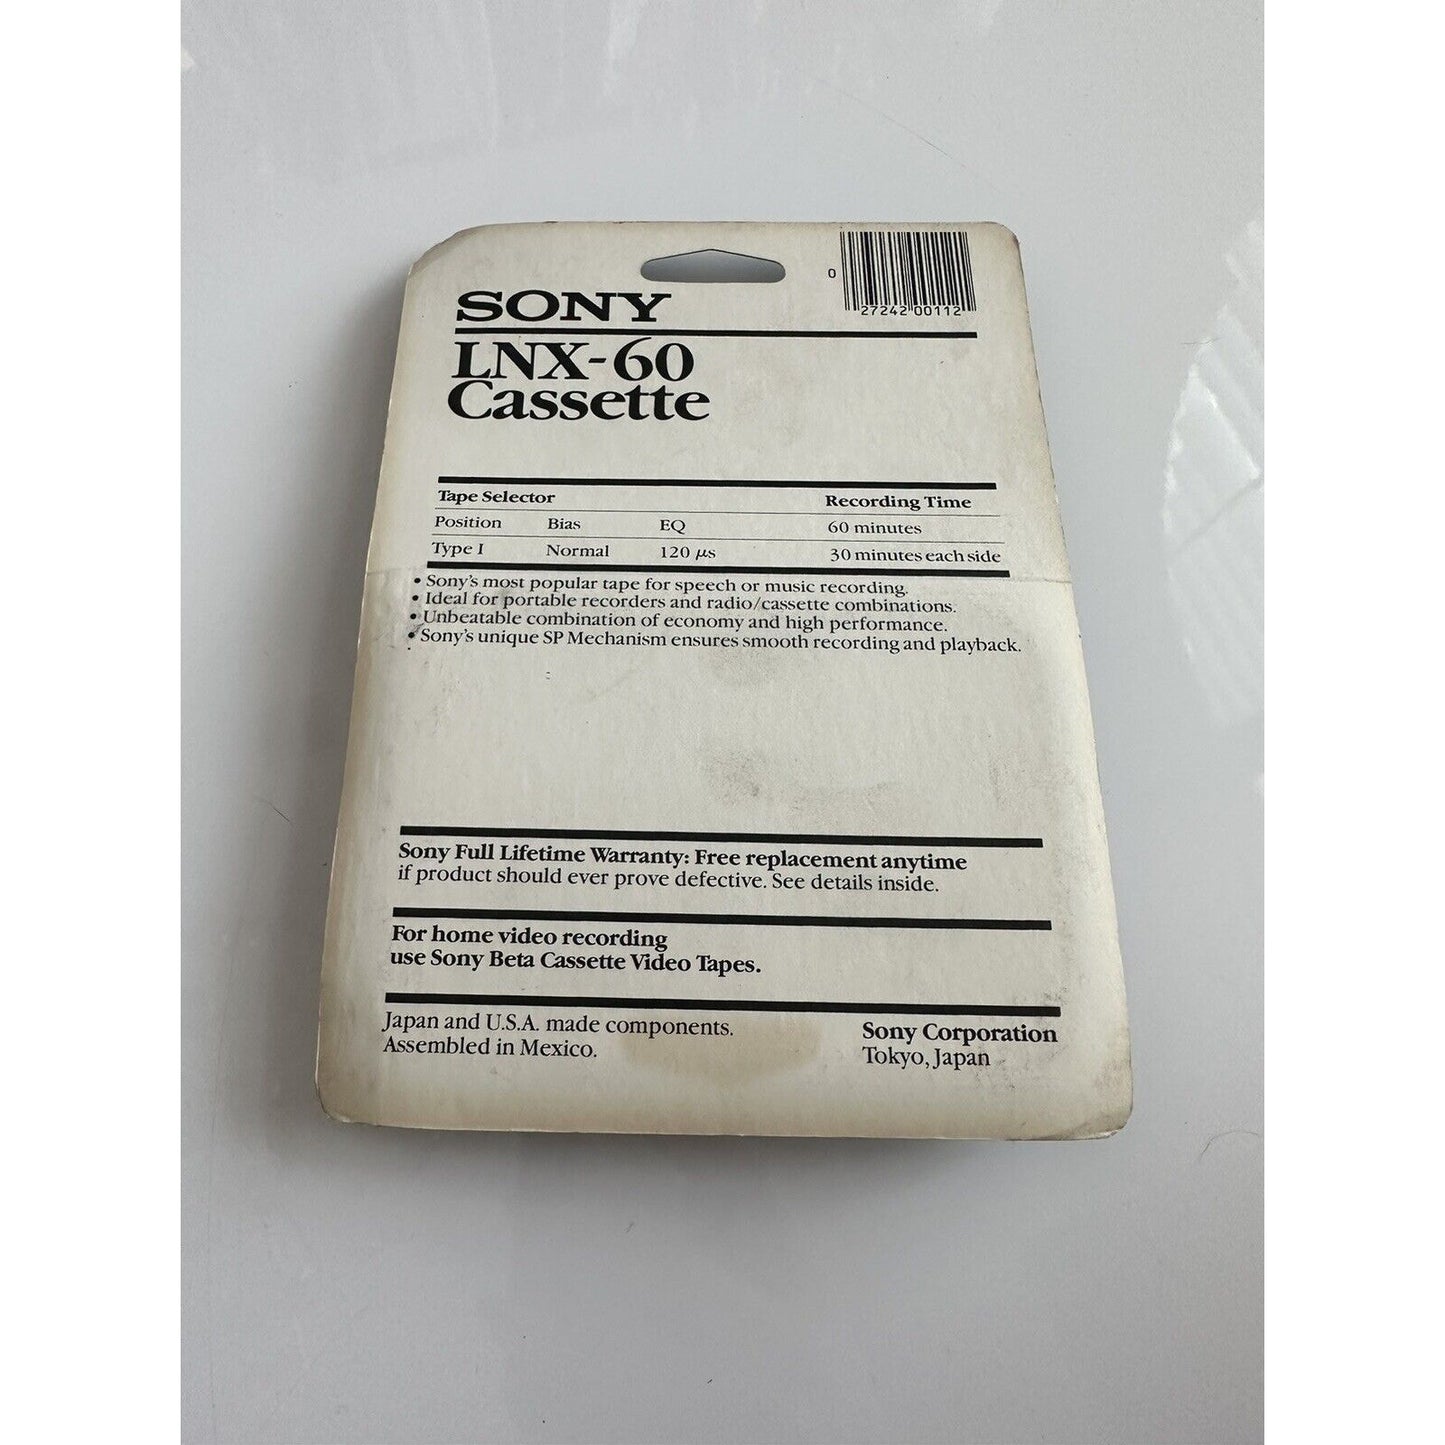 0
27242 00112
SONY
LNX-60
Cassette
Tape Selector Recording Time
Position Bias EQ 60 minutes
Type I Normal 120 μs 30 minutes each side
• Sony's most popular tape for speech or music recording.
• Ideal for portable recorders and radio/cassette combinations.
• Unbeatable combination of economy and high performance.
• Sony's unique SP Mechanism ensures smooth recording and playback.
Sony Full Lifetime Warranty: Free replacement anytime
if product should ever prove defective. See details inside.
For home video recording
use Sony Beta Cassette Video Tapes.
Japan and U.S.A. made components.
Assembled in Mexico.
Sony Corporation
Tokyo, Japan